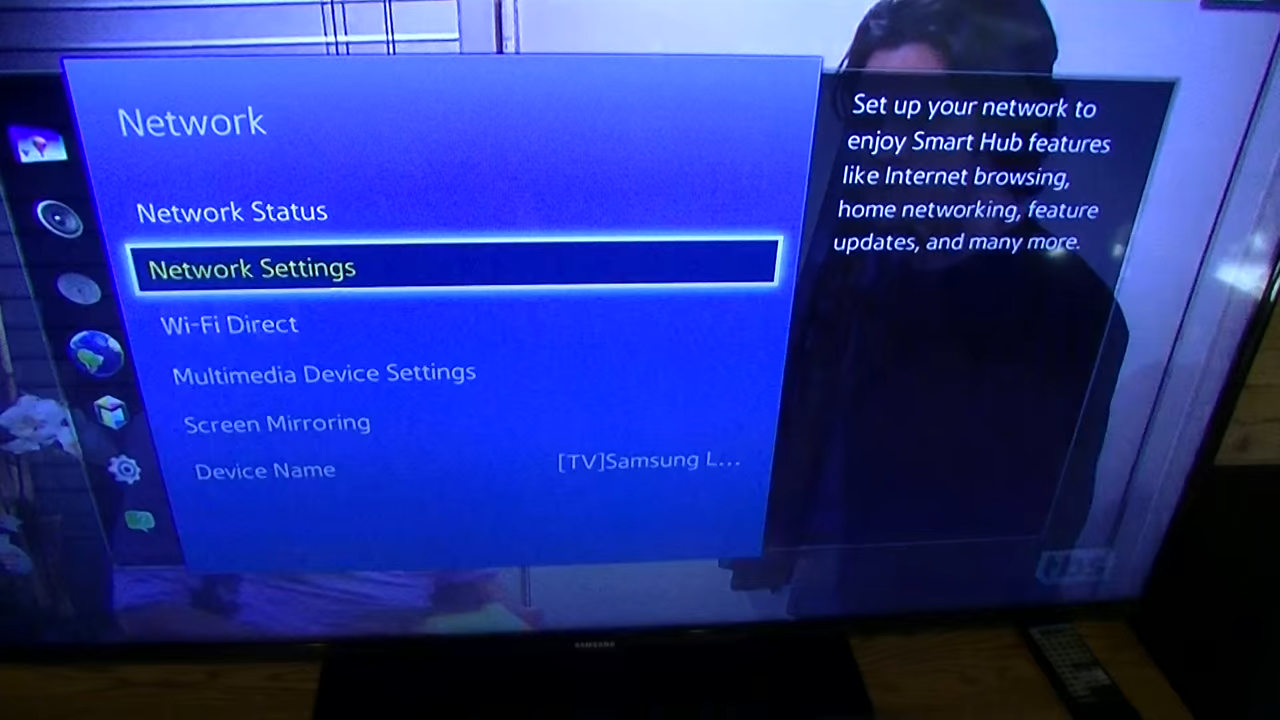 Network
Network Status
Network Settings
Wi-Fi Direct
Multimedia Device Settings
Screen Mirroring
Device Name [TV]Samsung L...
Set up your network to
enjoy Smart Hub features
like Internet browsing,
home networking, feature
updates, and many more.
SAMSUNG